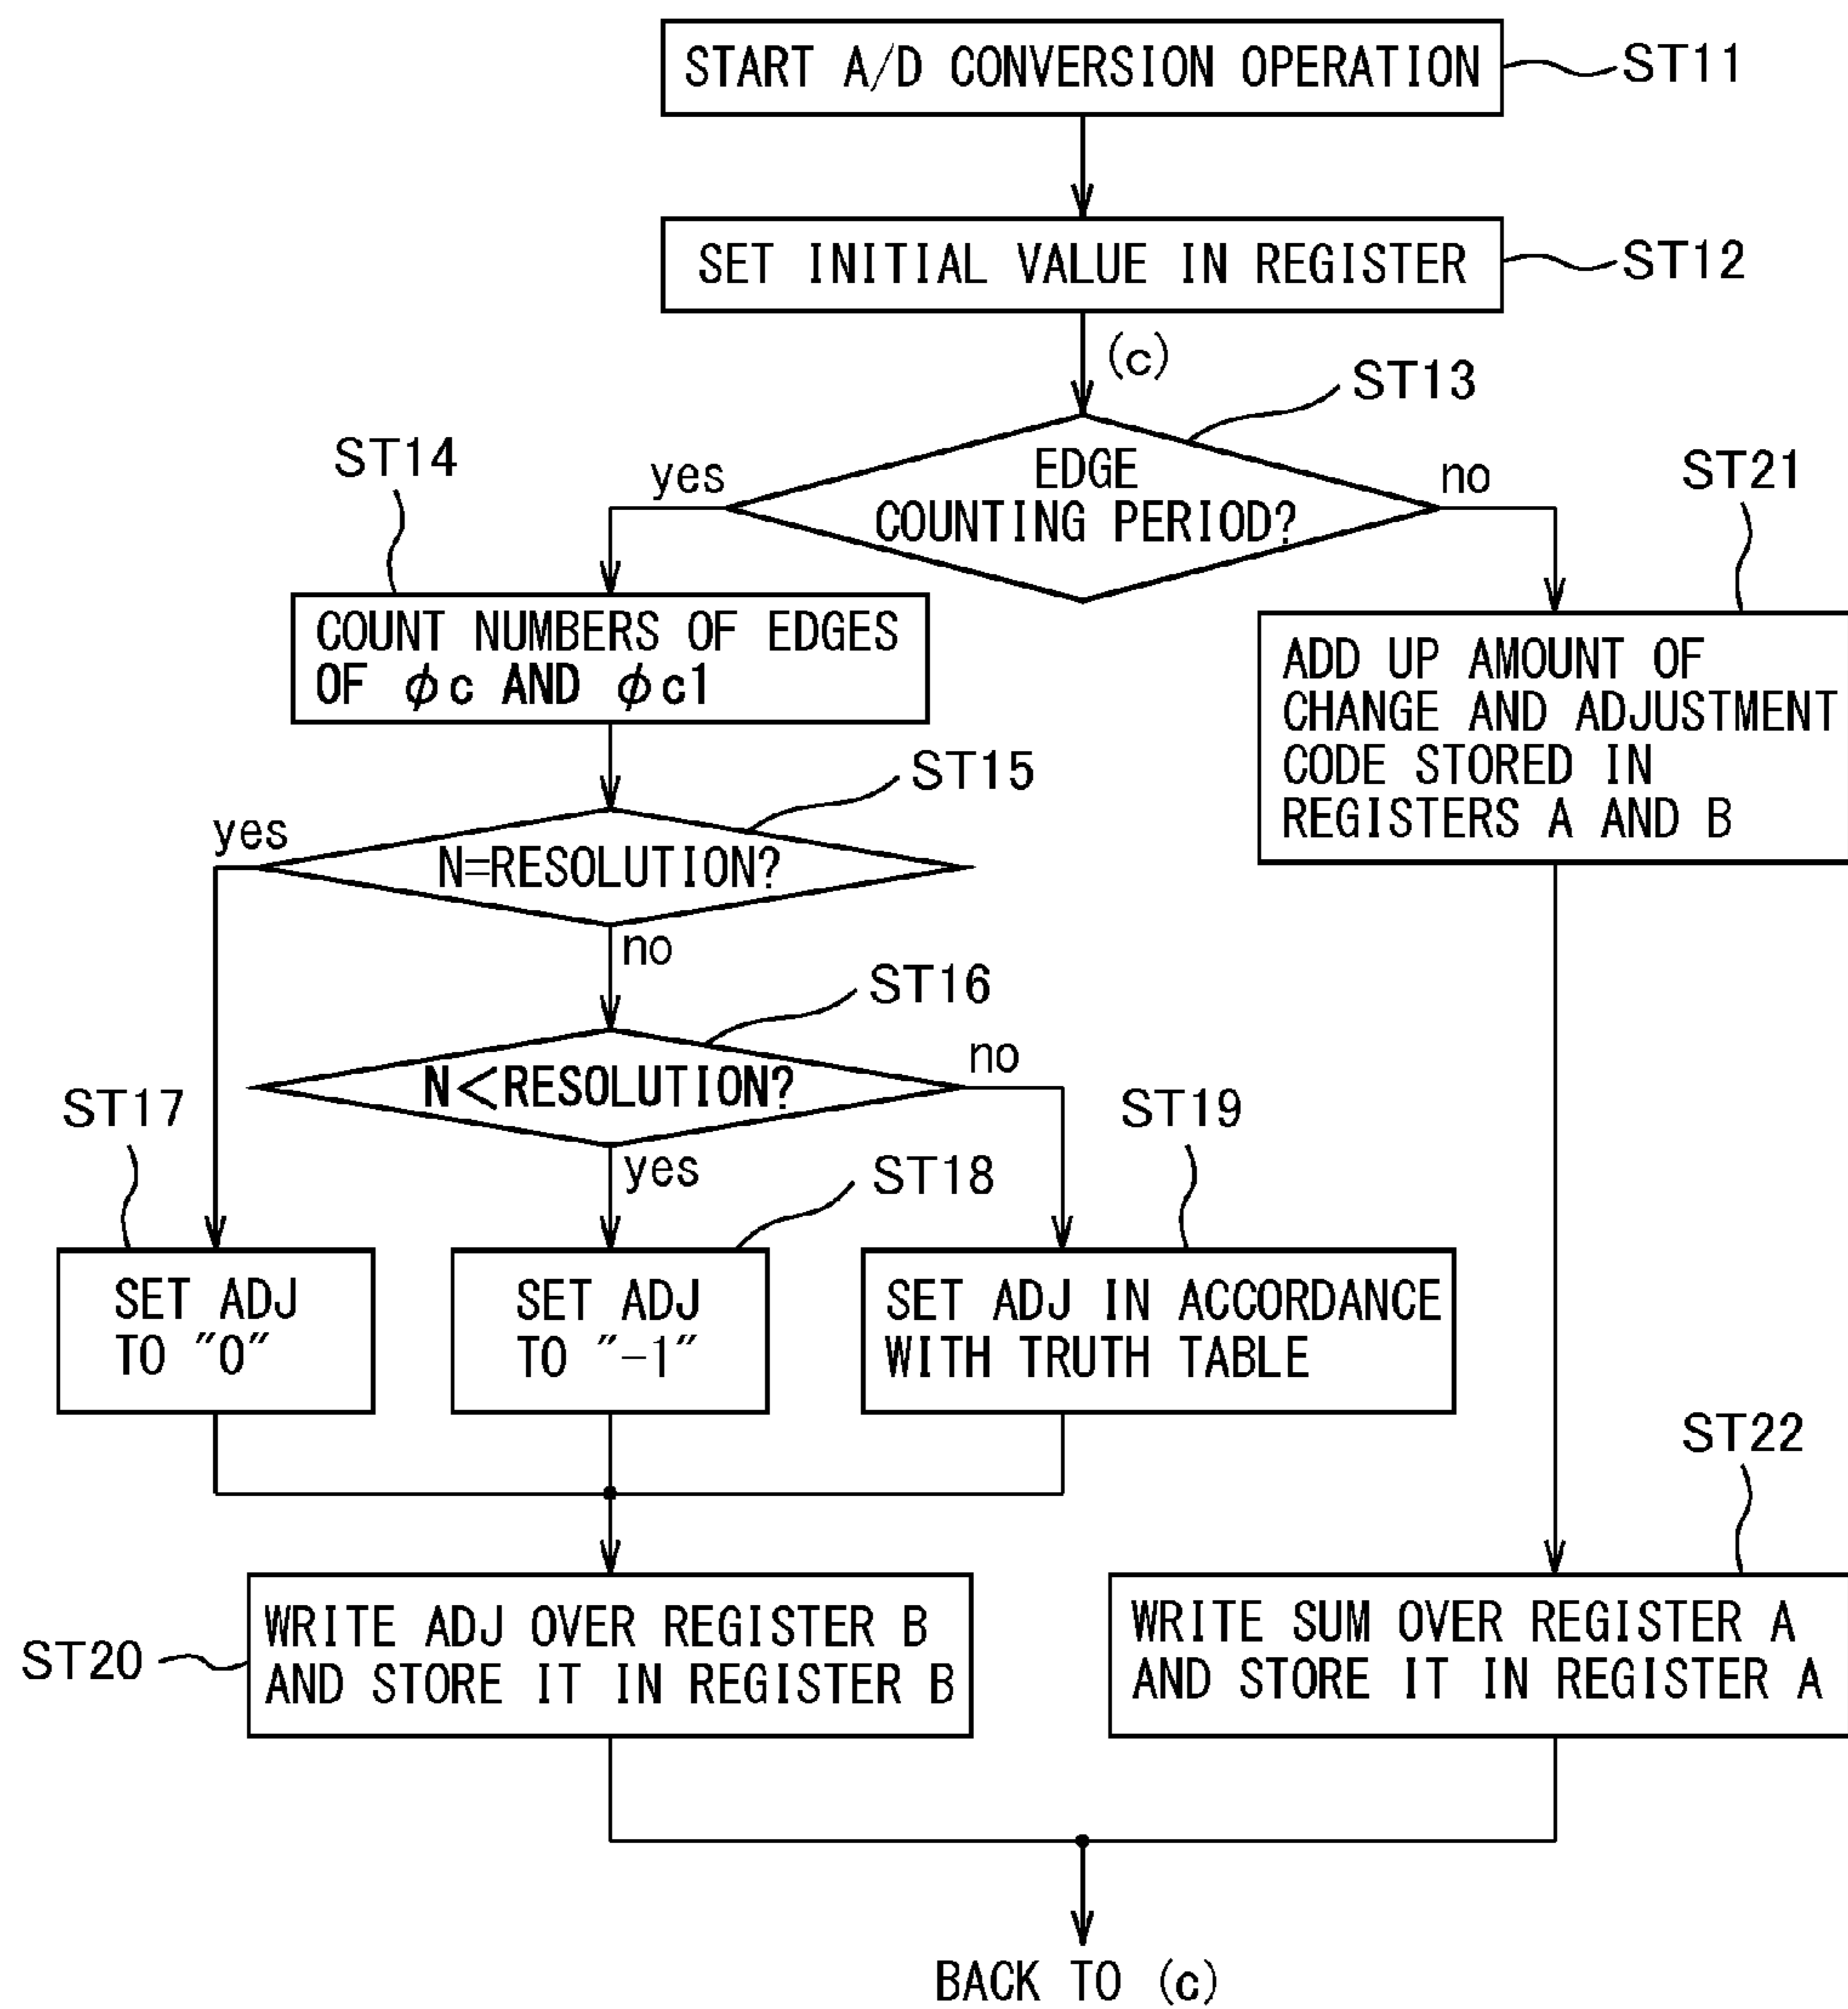 START A/D CONVERSION OPERATION
ST11
SET INITIAL VALUE IN REGISTER
ST12
(c)
ST13
EDGE
COUNTING PERIOD?
yes
no
ST14
ST21
COUNT NUMBERS OF EDGES
OF φc AND φc1
ADD UP AMOUNT OF
CHANGE AND ADJUSTMENT
CODE STORED IN
REGISTERS A AND B
ST15
yes
N=RESOLUTION?
no
ST16
N<RESOLUTION?
no
yes
ST17
ST18
ST19
SET ADJ
TO "0"
SET ADJ
TO "-1"
SET ADJ IN ACCORDANCE
WITH TRUTH TABLE
ST22
ST20
WRITE ADJ OVER REGISTER B
AND STORE IT IN REGISTER B
WRITE SUM OVER REGISTER A
AND STORE IT IN REGISTER A
BACK TO (c)